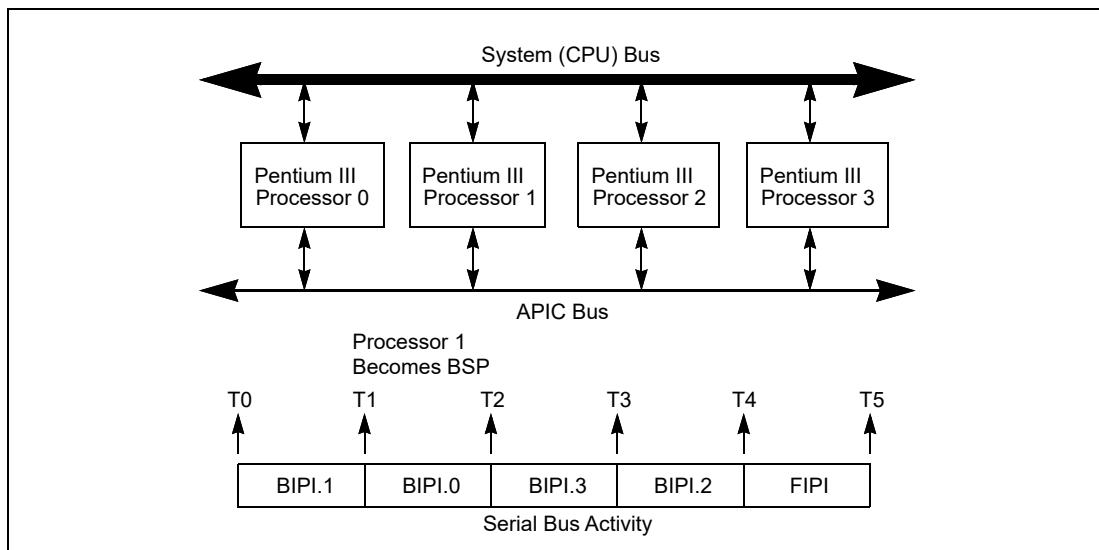 System (CPU) Bus
Pentium III
Processor 0
Pentium III
Processor 1
Pentium III
Processor 2
Pentium III
Processor 3
APIC Bus
Processor 1
Becomes BSP
T0 T1 T2 T3 T4 T5
BIPI.1 BIPI.0 BIPI.3 BIPI.2 FIPI
Serial Bus Activity